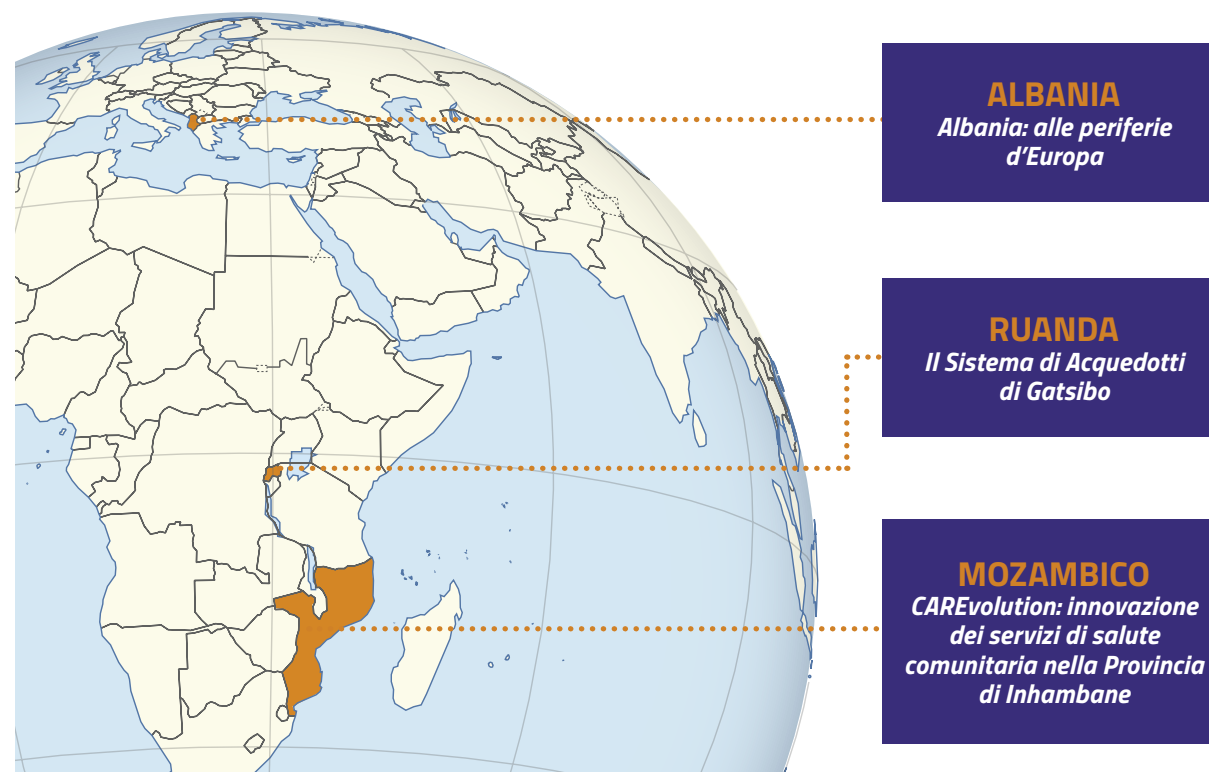 ALBANIA
Albania: alle periferie
d’Europa
RUANDA
Il Sistema di Acquedotti
di Gatsibo
MOZAMBICO
CAREvolution: innovazione
dei servizi di salute
comunitaria nella Provincia
di Inhambane